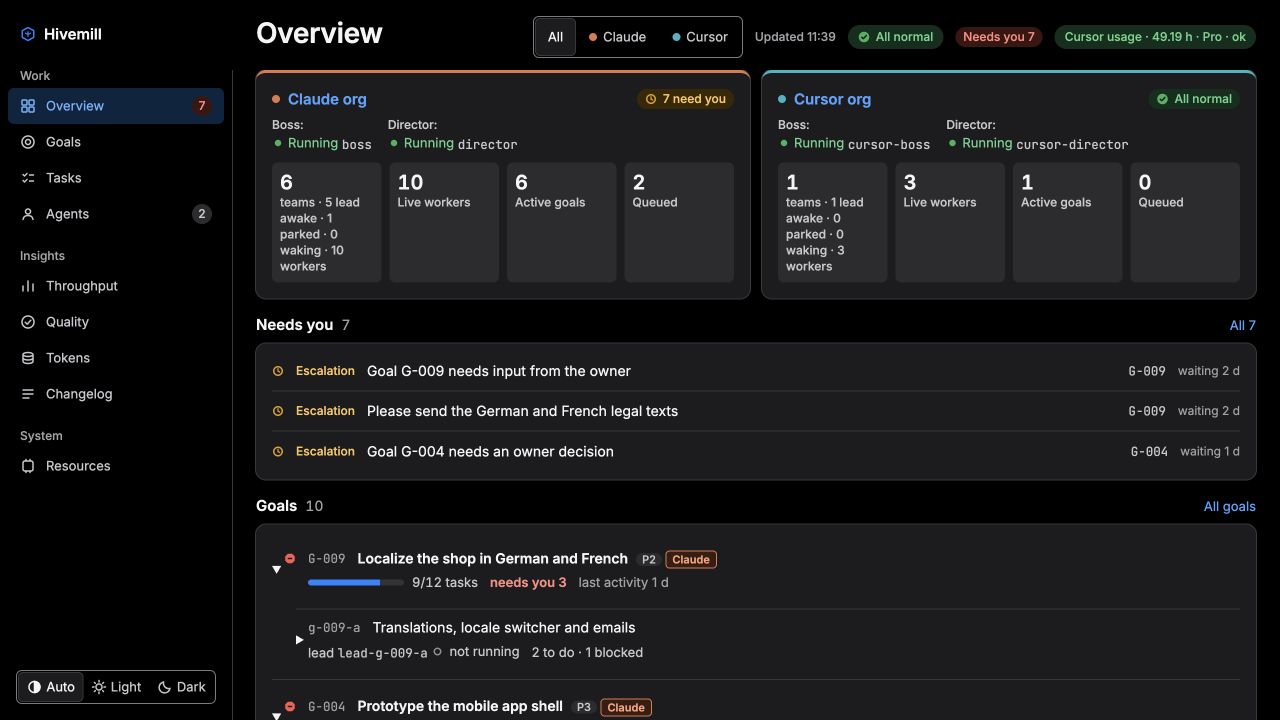 Hivemill
Work
Overview 7
Goals
Tasks
Agents 2
Insights
Throughput
Quality
Tokens
Changelog
System
Resources
Auto Light Dark
Overview
All Claude Cursor
Updated 11:39
All normal
Needs you 7
Cursor usage · 49.19 h · Pro · ok
Claude org
7 need you
Boss: Director:
Running boss Running director
6
teams · 5 lead
awake · 1
parked · 0
waking · 10
workers
10
Live workers
6
Active goals
2
Queued
Cursor org
All normal
Boss: Director:
Running cursor-boss Running cursor-director
1
teams · 1 lead
awake · 0
parked · 0
waking · 3
workers
3
Live workers
1
Active goals
0
Queued
Needs you 7
All 7
Escalation Goal G-009 needs input from the owner G-009 waiting 2 d
Escalation Please send the German and French legal texts G-009 waiting 2 d
Escalation Goal G-004 needs an owner decision G-004 waiting 1 d
Goals 10
All goals
G-009 Localize the shop in German and French P2 Claude
9/12 tasks needs you 3 last activity 1 d
g-009-a Translations, locale switcher and emails
lead lead-g-009-a not running 2 to do · 1 blocked
G-004 Prototype the mobile app shell P3 Claude